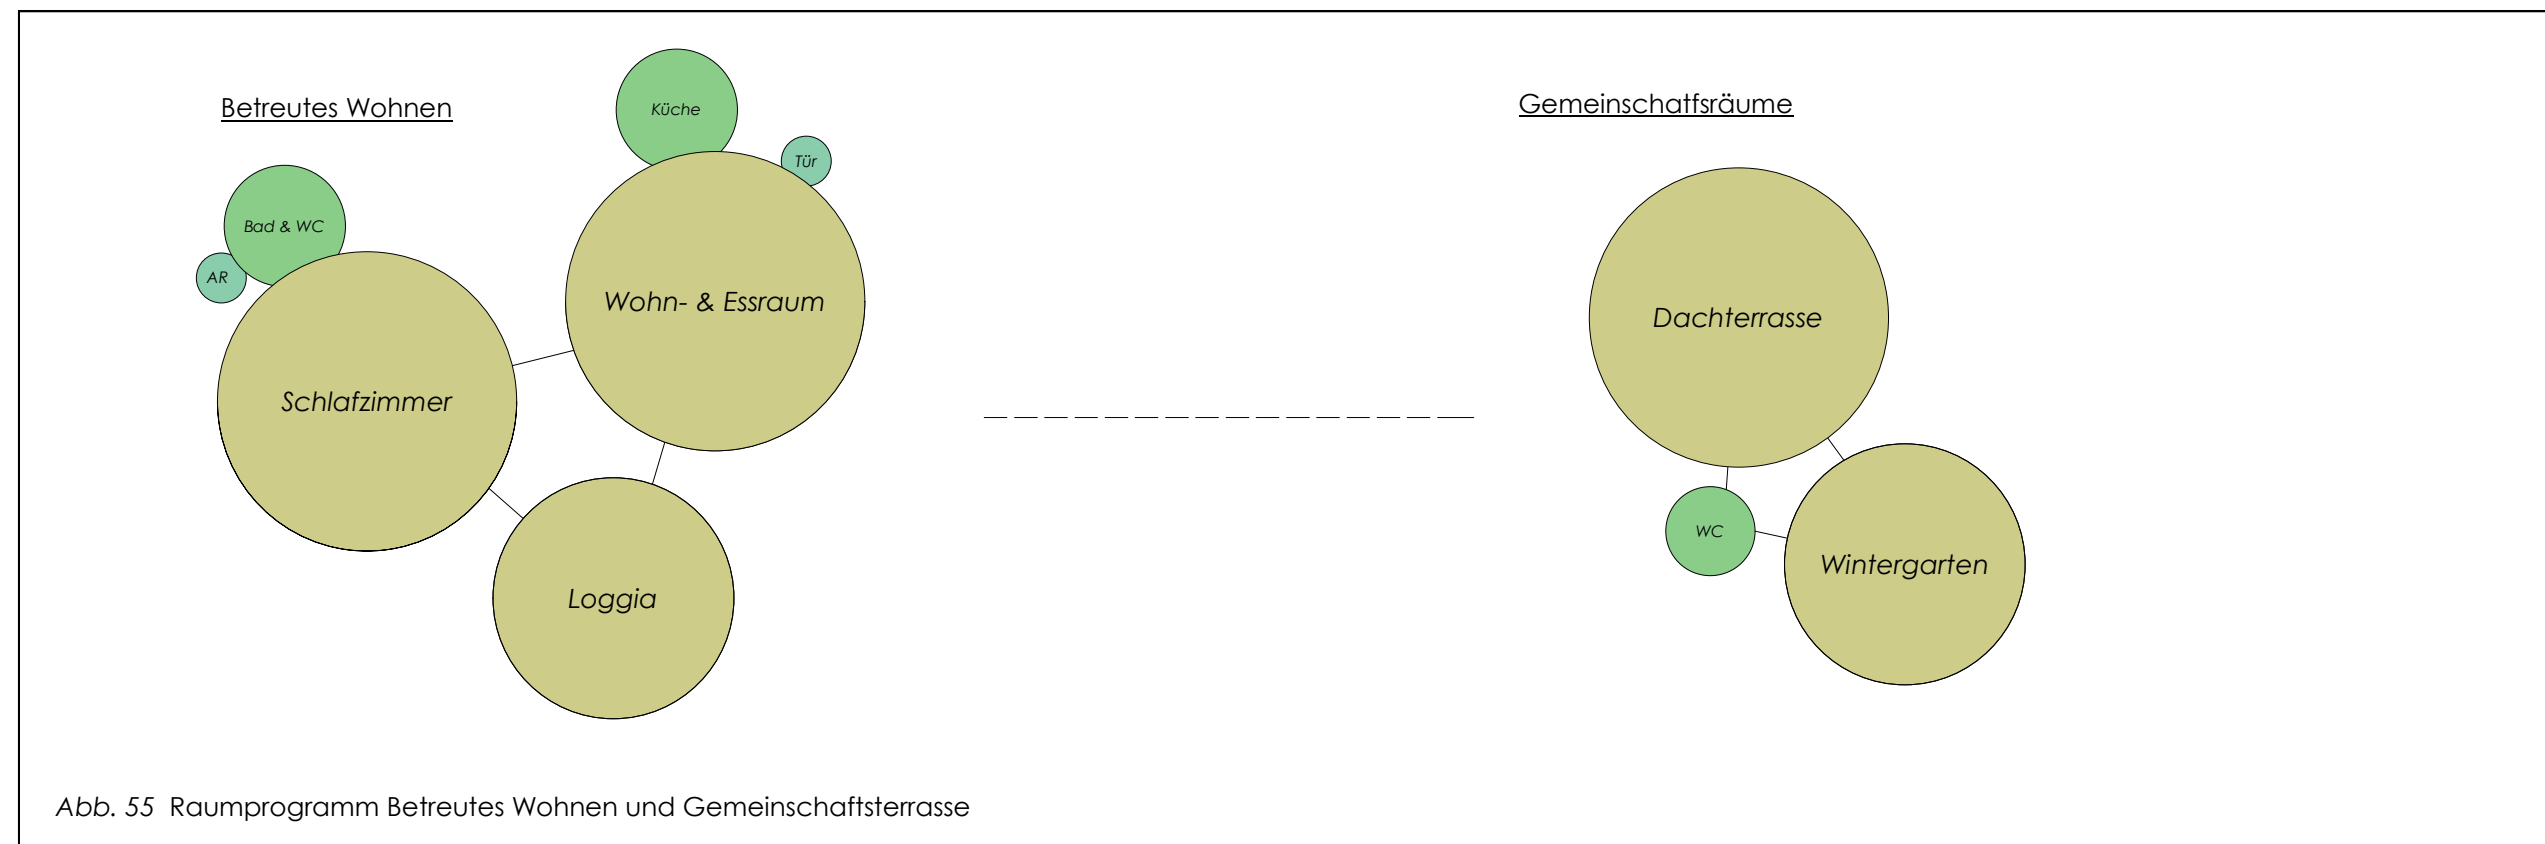 Betreutes Wohnen
Küche
Tür
Bad & WC
AR
Wohn- & Essraum
Schlafzimmer
Loggia
Gemeinschatfsräume
Dachterrasse
WC
Wintergarten
Abb. 55 Raumprogramm Betreutes Wohnen und Gemeinschaftsterrasse